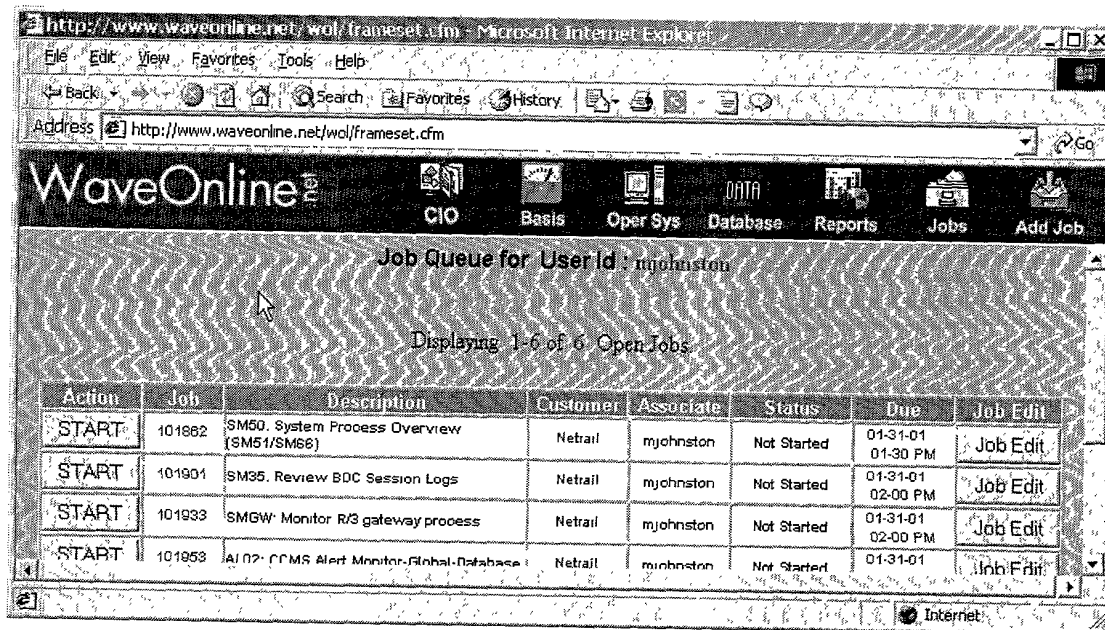 http://www.waveonline.net/wol/frameset.cfm - Microsoft Internet Explorer
File Edit View Favorites Tools Help
Back Search Favorites History
Address http://www.waveonline.net/wol/frameset.cfm Go
WaveOnline.net CIO Basis Oper Sys DATA Database Reports Jobs Add Job
Job Queue for User Id : mjohnston
Displaying 1-6 of 6 Open Jobs
Action Job Description Customer Associate Status Due Job Edit
START 101862 SM50. System Process Overview (SM51/SM66) Netrail mjohnston Not Started 01-31-01 01-30 PM Job Edit
START 101901 SM35. Review BDC Session Logs Netrail mjohnston Not Started 01-31-01 02-00 PM Job Edit
START 101933 SMGW: Monitor R/3 gateway process Netrail mjohnston Not Started 01-31-01 02-00 PM Job Edit
START 101953 AL02: CCMS Alert Monitor-Global-Database Netrail mjohnston Not Started 01-31-01 Job Edit
Internet